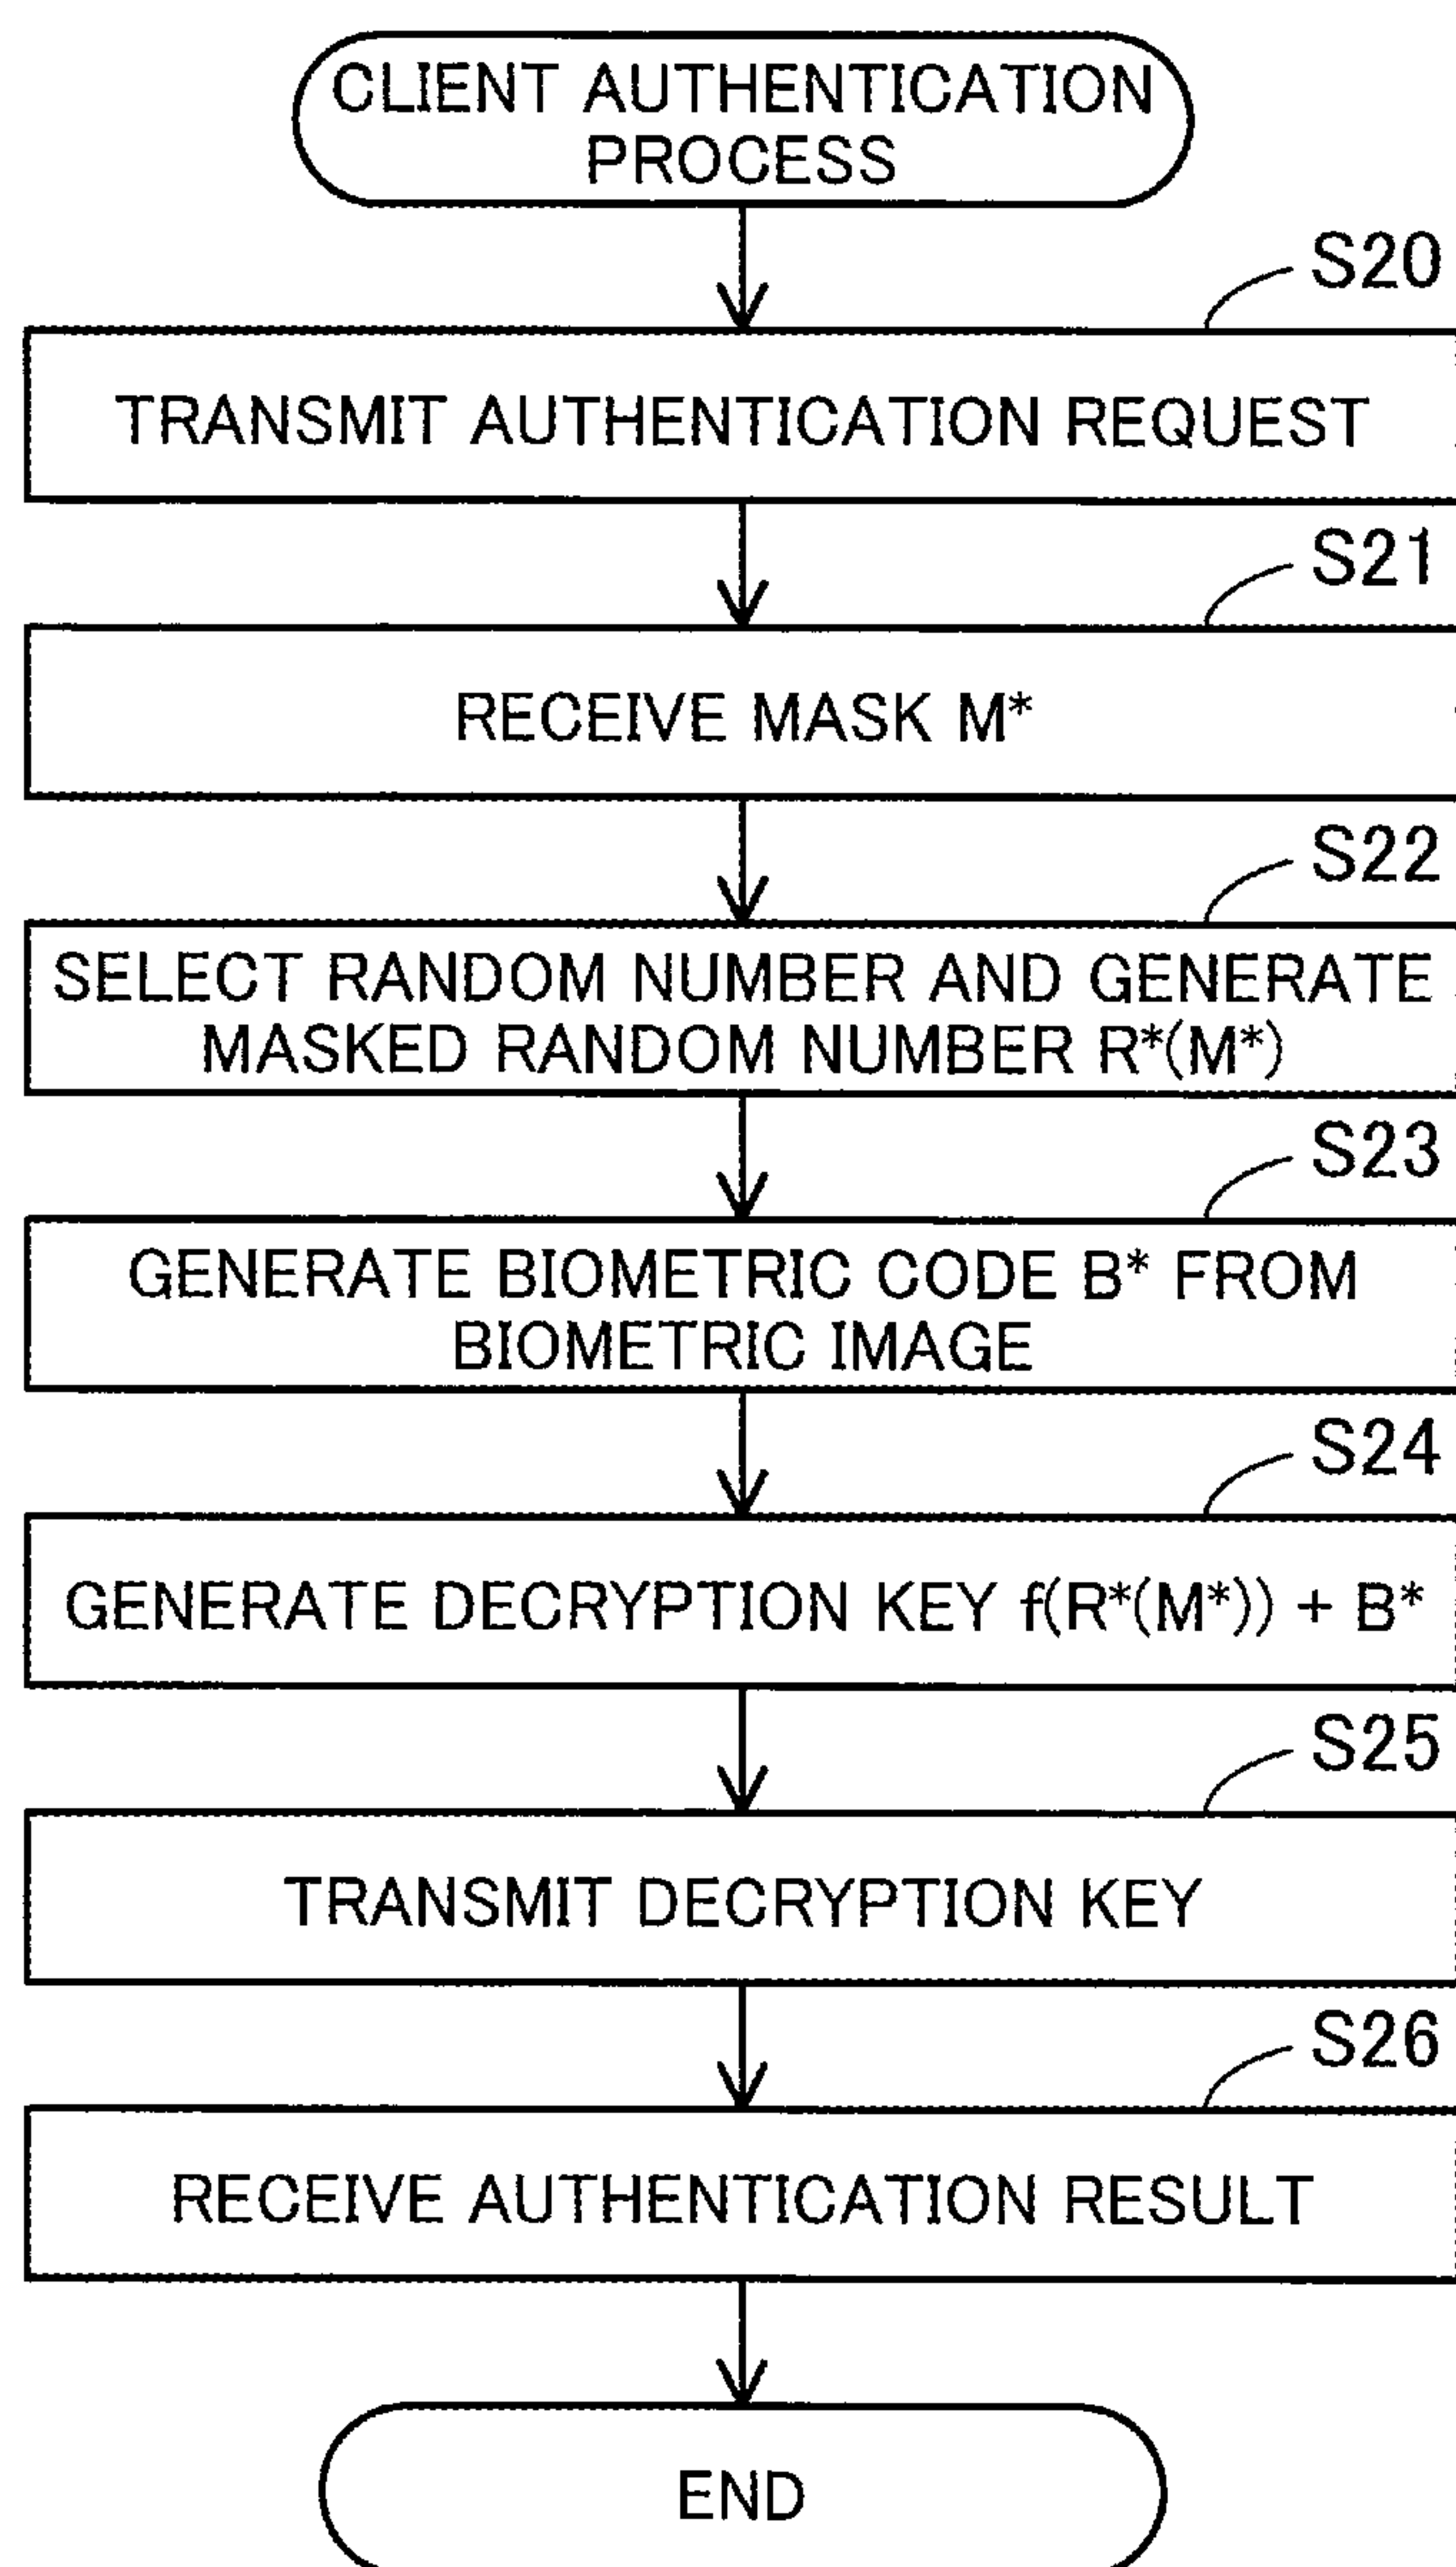 CLIENT AUTHENTICATION
PROCESS
S20
TRANSMIT AUTHENTICATION REQUEST
S21
RECEIVE MASK M*
S22
SELECT RANDOM NUMBER AND GENERATE
MASKED RANDOM NUMBER R*(M*)
S23
GENERATE BIOMETRIC CODE B* FROM
BIOMETRIC IMAGE
S24
GENERATE DECRYPTION KEY f(R*(M*)) + B*
S25
TRANSMIT DECRYPTION KEY
S26
RECEIVE AUTHENTICATION RESULT
END